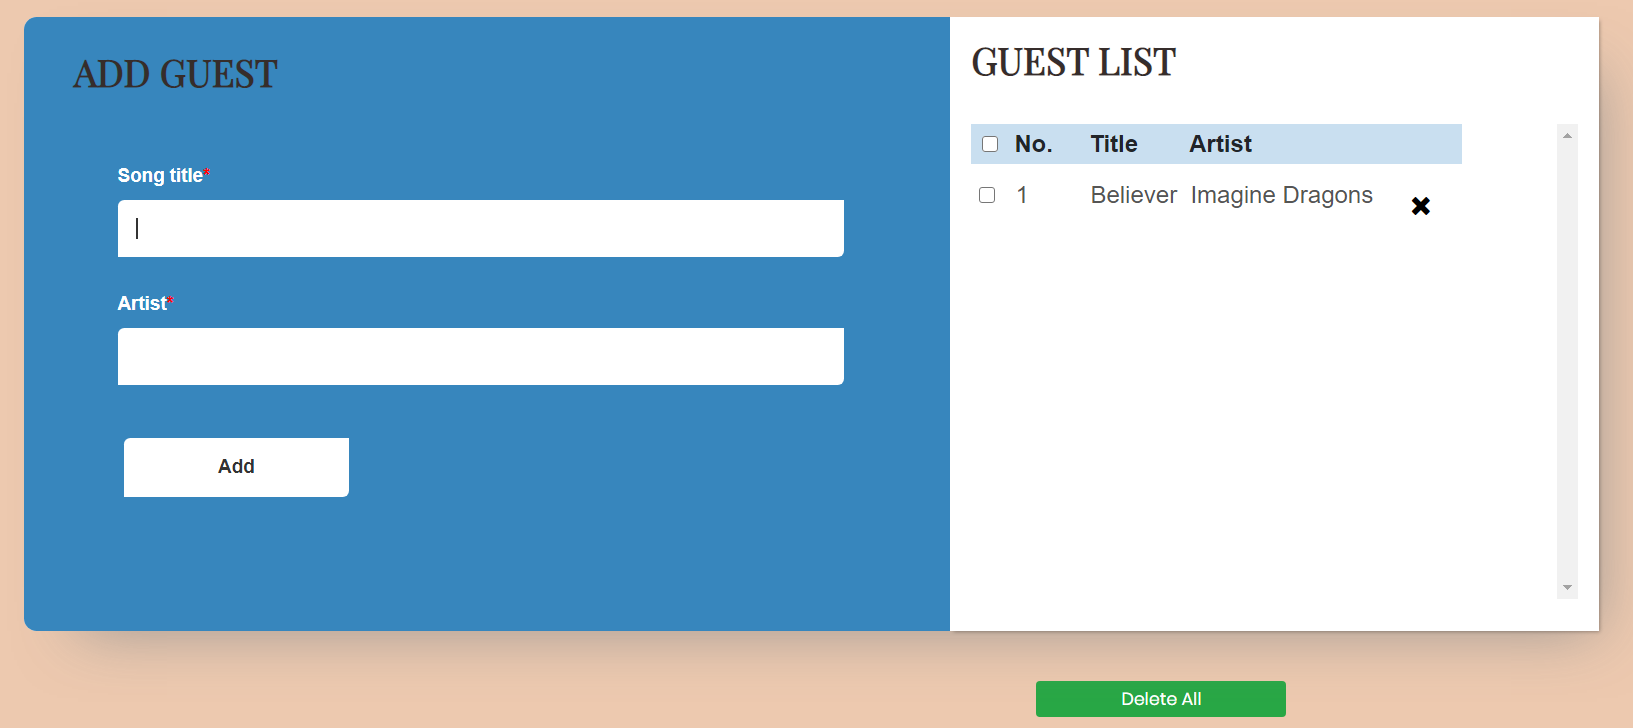 ADD GUEST
Song title*
Artist*
Add
GUEST LIST
No. Title Artist
1 Believer Imagine Dragons ✖
Delete All